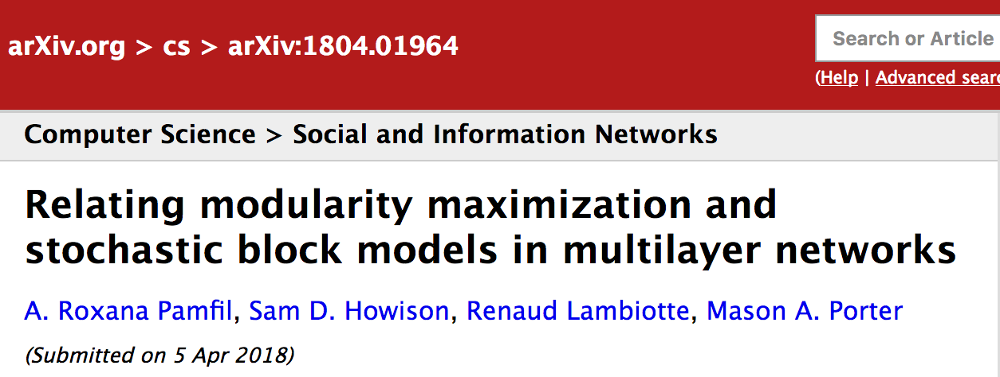 arXiv.org > cs > arXiv:1804.01964
Search or Article
(Help | Advanced sear
Computer Science > Social and Information Networks
Relating modularity maximization and
stochastic block models in multilayer networks
A. Roxana Pamfil, Sam D. Howison, Renaud Lambiotte, Mason A. Porter
(Submitted on 5 Apr 2018)